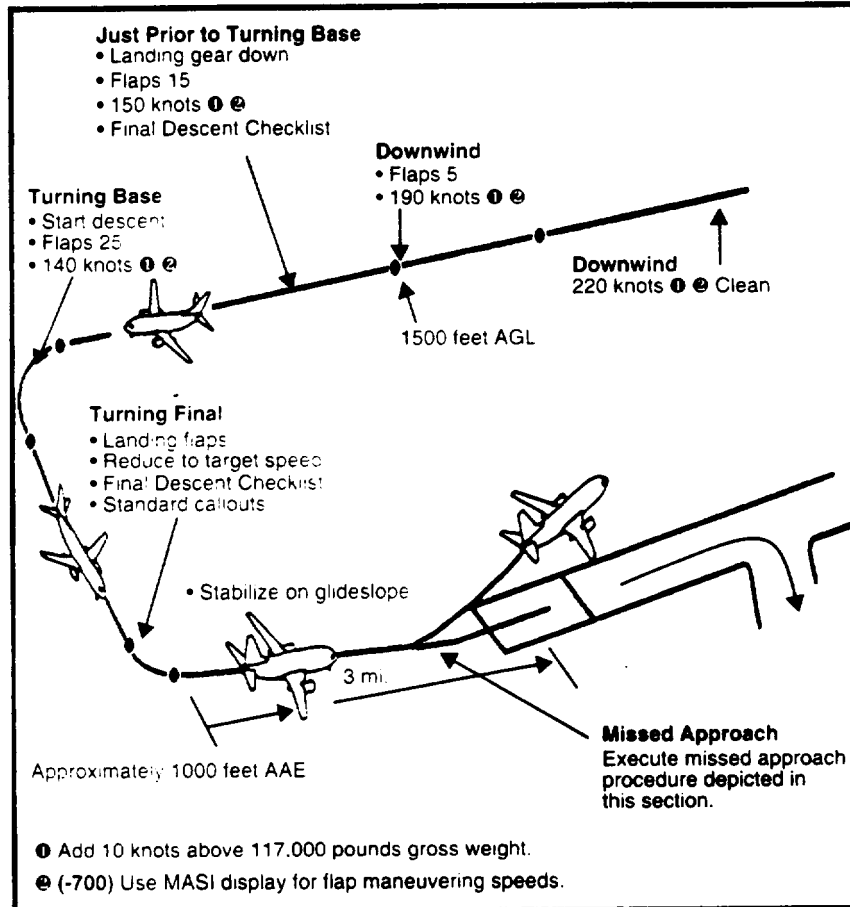 Just Prior to Turning Base
• Landing gear down
• Flaps 15
• 150 knots ❶ ❷
• Final Descent Checklist
Downwind
• Flaps 5
• 190 knots ❶ ❷
Turning Base
• Start descent
• Flaps 25
• 140 knots ❶ ❷
Downwind
220 knots ❶ ❷ Clean
1500 feet AGL
Turning Final
• Landing flaps
• Reduce to target speed
• Final Descent Checklist
• Standard callouts
• Stabilize on glideslope
3 mi.
Approximately 1000 feet AAE
Missed Approach
Execute missed approach
procedure depicted in
this section.
❶ Add 10 knots above 117.000 pounds gross weight.
❷ (-700) Use MASI display for flap maneuvering speeds.